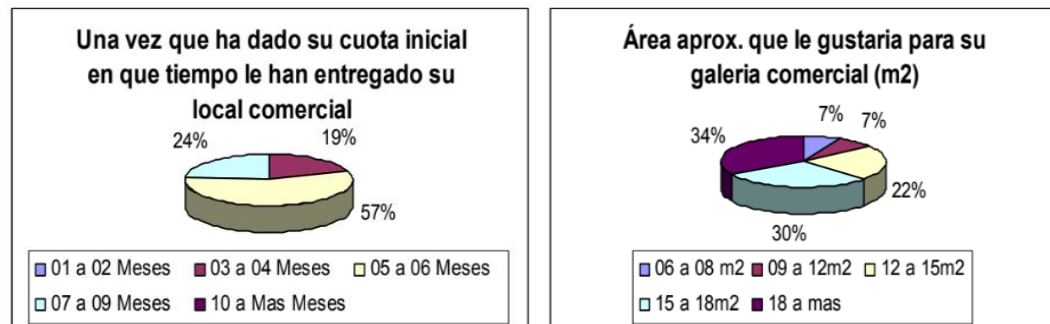 Una vez que ha dado su cuota inicial
en que tiempo le han entregado su
local comercial
24%
19%
57%
01 a 02 Meses
03 a 04 Meses
05 a 06 Meses
07 a 09 Meses
10 a Mas Meses
Área aprox. que le gustaria para su
galeria comercial (m2)
7%
7%
34%
22%
30%
06 a 08 m2
09 a 12m2
12 a 15m2
15 a 18m2
18 a mas